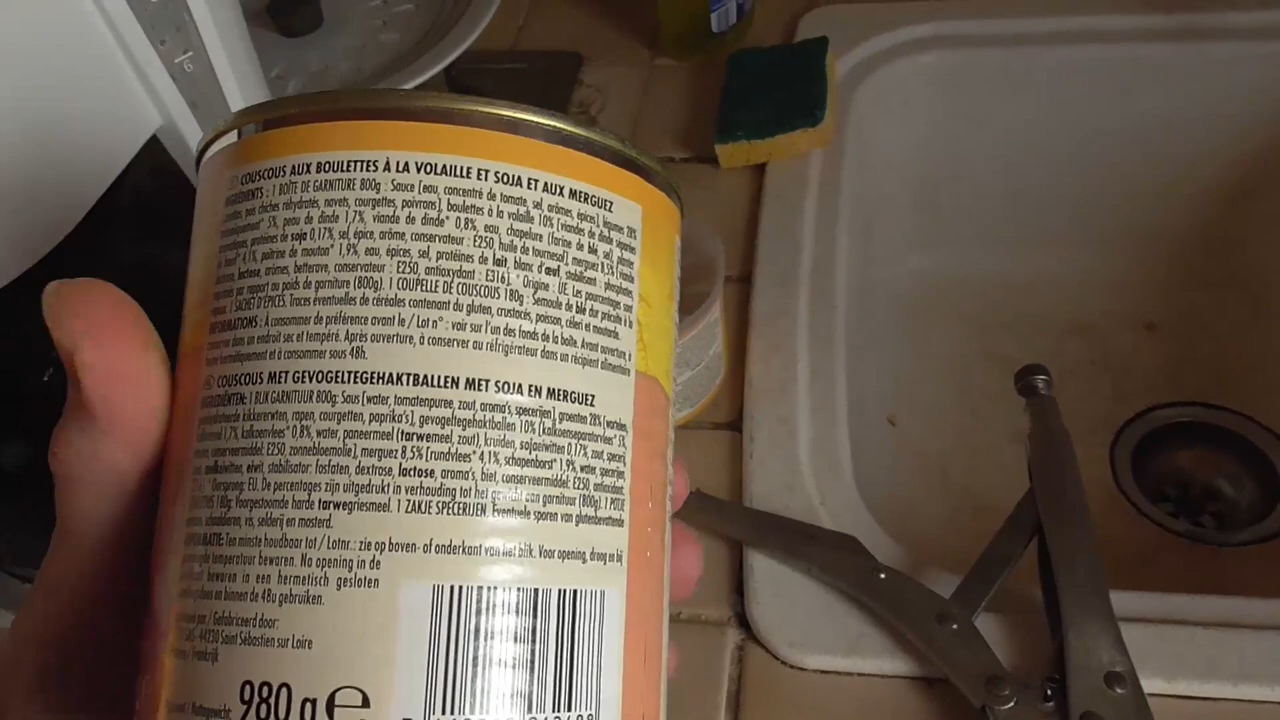 6
COUSCOUS AUX BOULETTES À LA VOLAILLE ET SOJA ET AUX MERGUEZ
INGRÉDIENTS : 1 BOÎTE DE GARNITURE 800g : Sauce [eau, concentré de tomate, sel, arômes, épices], légumes 28%
pois chiches réhydratés, navets, courgettes, poivrons], boulettes à la volaille 10% [viandes de dinde séparées
5%, peau de dinde 1,7%, viande de dinde* 0,8%, eau, chapelure (farine de blé, sel),
protéines de soja 0,17%, sel, épice, arôme, conservateur : E250, huile de tournesol], merguez 8,5% [viande
4,1%, poitrine de mouton* 1,9%, eau, épices, sel, protéines de lait, blanc d'œuf, stabilisant : phosphates,
lactose, arômes, betterave, conservateur : E250, antioxydant : E316]. * Origine : UE. Les pourcentages sont
par rapport au poids de garniture (800g). 1 COUPELLE DE COUSCOUS 180g : Semoule de blé dur précuite à la
1 SACHET D'ÉPICES. Traces éventuelles de céréales contenant du gluten, crustacés, poisson, céleri et moutarde.
INFORMATIONS : À consommer de préférence avant le / Lot n° : voir sur l'un des fonds de la boîte. Avant ouverture, à
conserver dans un endroit sec et tempéré. Après ouverture, à conserver au réfrigérateur dans un récipient alimentaire
fermé hermétiquement et à consommer sous 48h.
COUSCOUS MET GEVOGELTEGEHAKTBALLEN MET SOJA EN MERGUEZ
INGREDIËNTEN: 1 BLIK GARNITUUR 800g: Saus [water, tomatenpuree, zout, aroma's, specerijen], groenten 28% [wortelen,
kikkererwten, rapen, courgetten, paprika's], gevogeltegehaktballen 10% [kalkoenseparatorvlees* 5%,
1,7%, kalkoenvlees* 0,8%, water, paneermeel (tarwemeel, zout), kruiden, sojaeiwitten 0,17%, zout, specerij,
conserveermiddel: E250, zonnebloemolie], merguez 8,5% [rundvlees* 4,1%, schapenborst* 1,9%, water, specerijen,
eiwit, stabilisator: fosfaten, dextrose, lactose, aroma's, biet, conserveermiddel: E250, antioxidant:
*Oorsprong: EU. De percentages zijn uitgedrukt in verhouding tot het gewicht aan garnituur (800g). 1 POTJE
180g: Voorgestoomde harde tarwegriesmeel. 1 ZAKJE SPECERIJEN. Eventuele sporen van glutenbevattende
schaaldieren, vis, selderij en mosterd.
Ten minste houdbaar tot / Lotnr.: zie op boven- of onderkant van het blik. Voor opening, droog en bij
temperatuur bewaren. Na opening in de
bewaren in een hermetisch gesloten
en binnen de 48u gebruiken.
par / Gefabriceerd door:
44230 Saint Sébastien sur Loire
/ Frankrijk
Nettogewicht: 980 g e